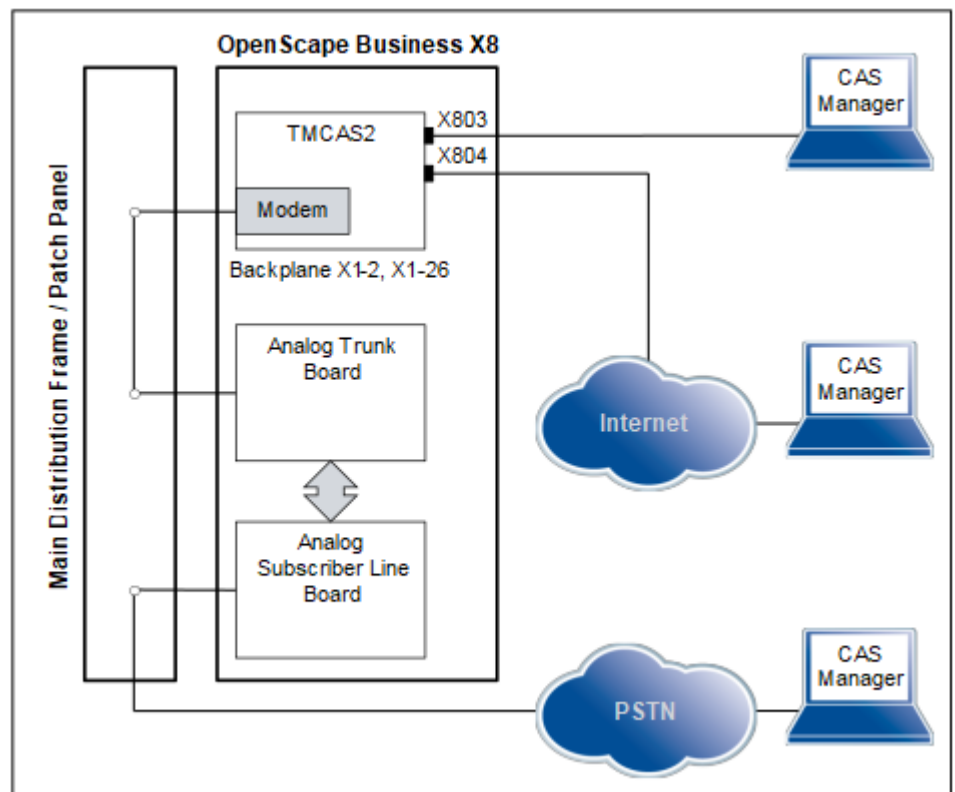 OpenScape Business X8
Main Distribution Frame / Patch Panel
TMCAS2
X803
X804
Modem
Backplane X1-2, X1-26
Analog Trunk
Board
Analog
Subscriber Line
Board
CAS
Manager
Internet
CAS
Manager
PSTN
CAS
Manager